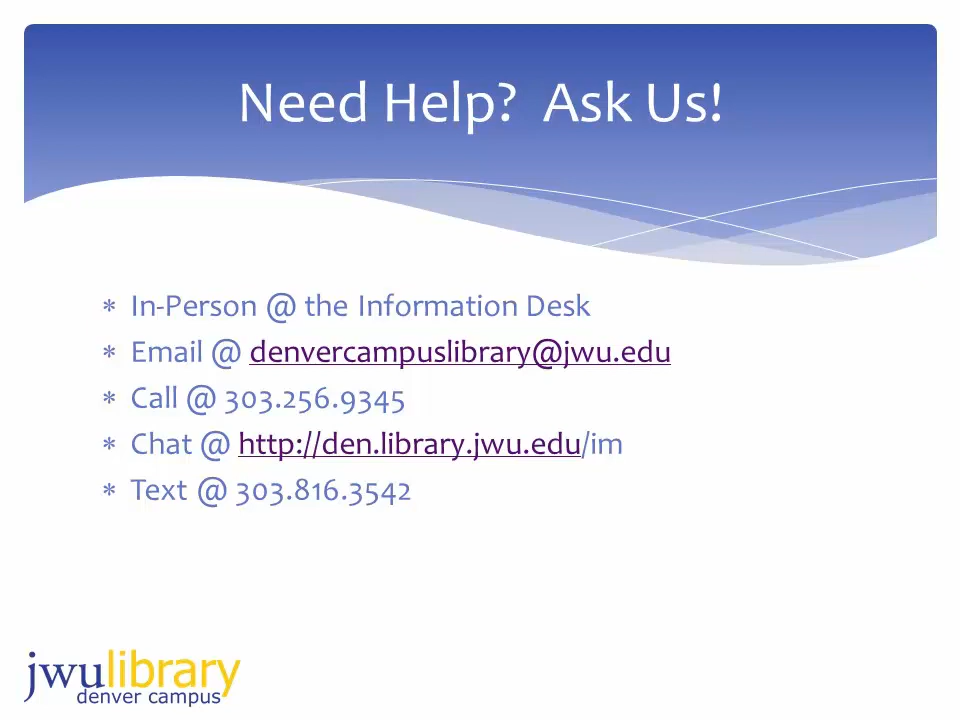 Need Help? Ask Us!
* In-Person @ the Information Desk
* Email @ denvercampuslibrary@jwu.edu
* Call @ 303.256.9345
* Chat @ http://den.library.jwu.edu/im
* Text @ 303.816.3542
jwulibrary
denver campus